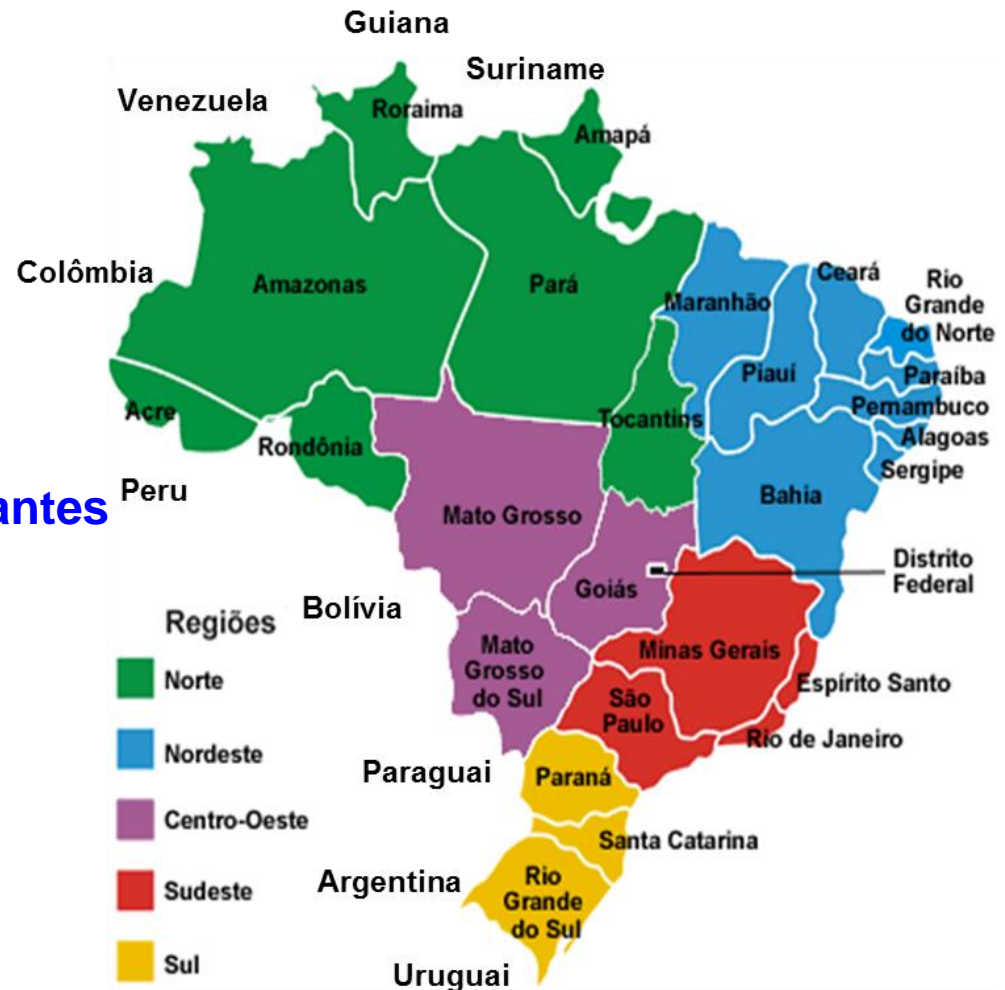 Guiana
Suriname
Venezuela
Roraima
Amapá
Colômbia
Amazonas
Pará
Maranhão
Ceará
Rio
Grande
do Norte
Piauí
Paraíba
Pernambuco
Alagoas
Sergipe
Acre
Rondônia
Tocantins
Peru
antes
Mato Grosso
Bahia
Goiás
Distrito
Federal
Bolívia
Mato
Grosso
do Sul
Minas Gerais
Espírito Santo
São
Paulo
Rio de Janeiro
Paraguai
Paraná
Santa Catarina
Argentina
Rio
Grande
do Sul
Uruguai
Regiões
Norte
Nordeste
Centro-Oeste
Sudeste
Sul